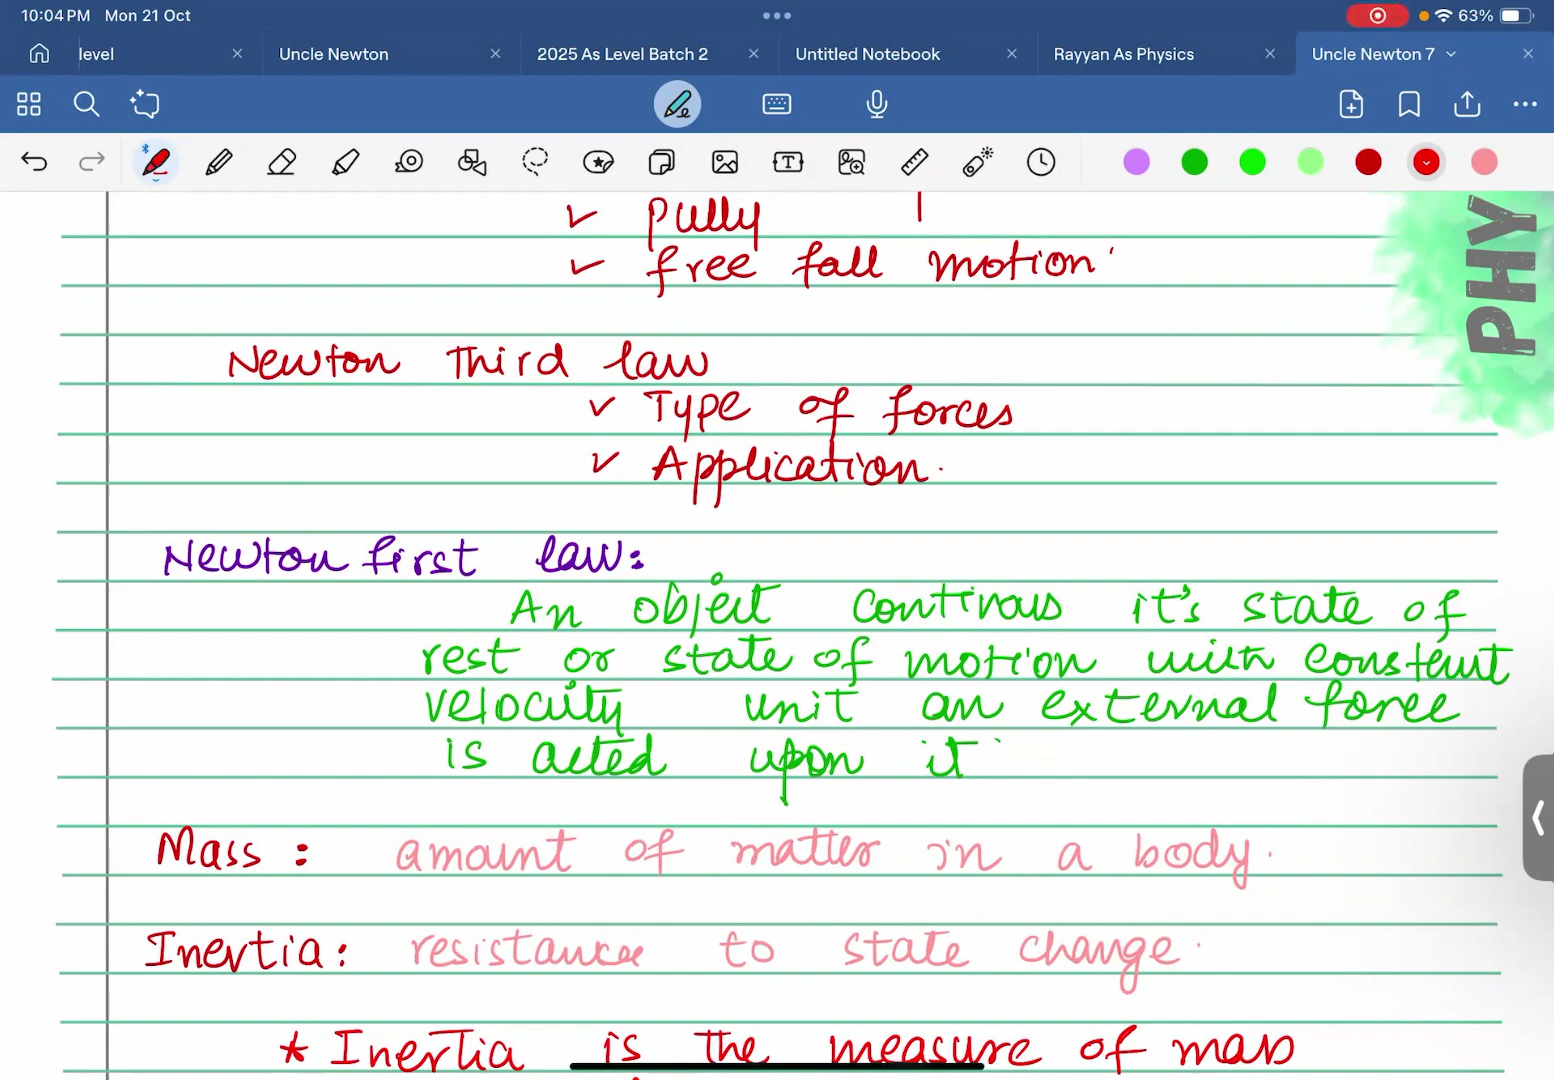 10:04 PM Mon 21 Oct
63%
level
Uncle Newton
2025 As Level Batch 2
Untitled Notebook
Rayyan As Physics
Uncle Newton 7
PHY
✓ Pully
✓ free fall motion.
Newton Third law
✓ Type of forces
✓ Application.
Newton first law:
An object continous it's state of
rest or state of motion with constent
velocity unit an external force
is acted upon it
Mass : amount of matter in a body.
Inertia: resistance to state change.
* Inertia is the measure of mass